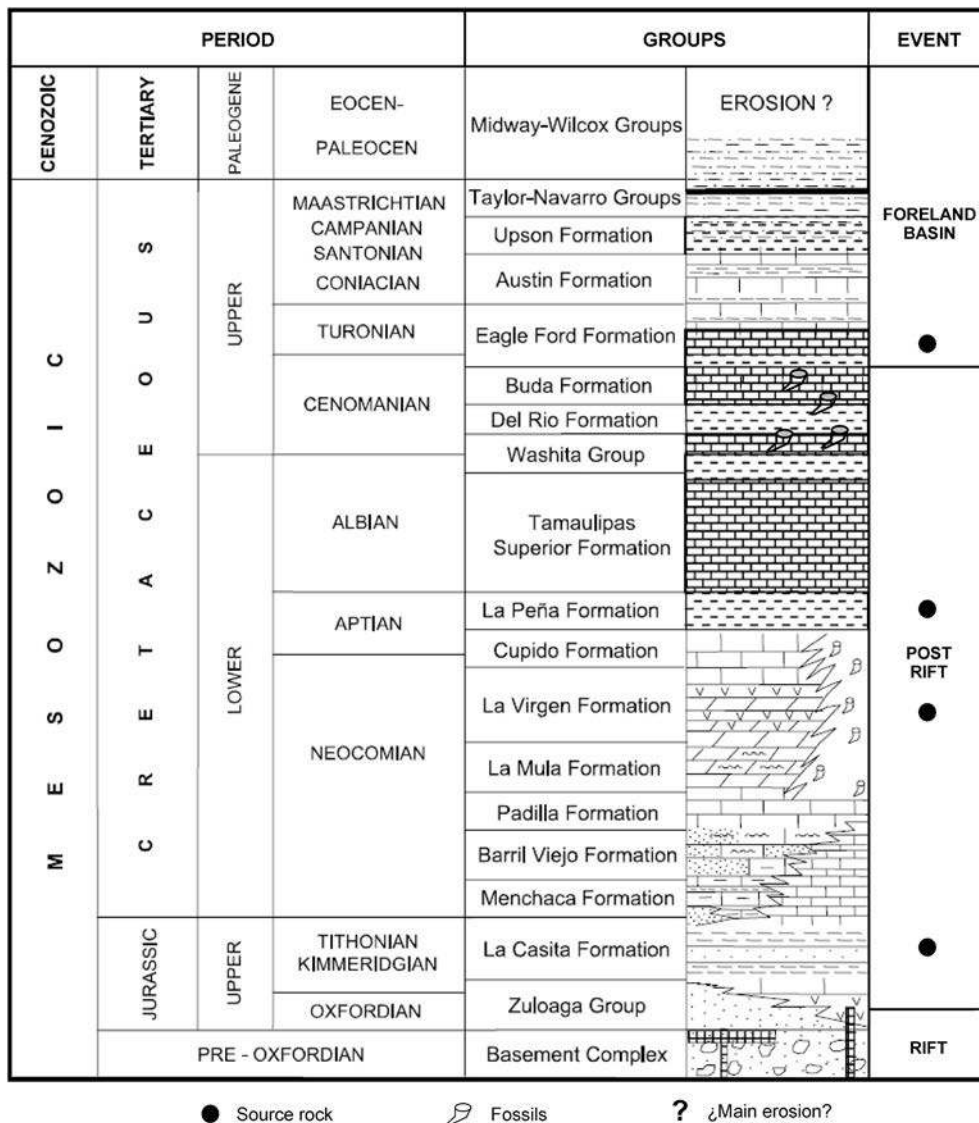 PERIOD
GROUPS
EVENT
CENOZOIC
TERTIARY
PALEOGENE
EOCEN-
PALEOCEN
Midway-Wilcox Groups
EROSION ?
FORELAND
BASIN
MESOZOICIC
CRETACEOUS
UPPER
MAASTRICHTIAN
CAMPANIAN
SANTONIAN
CONIACIAN
TURONIAN
CENOMANIAN
Taylor-Navarro Groups
Upson Formation
Austin Formation
Eagle Ford Formation
Buda Formation
Del Rio Formation
Washita Group
LOWER
ALBIAN
APTIAN
NEOCOMIAN
Tamaulipas
Superior Formation
La Peña Formation
Cupido Formation
La Virgen Formation
La Mula Formation
Padilla Formation
Barril Viejo Formation
Menchaca Formation
POST
RIFT
JURASSIC
UPPER
TITHONIAN
KIMMERIDGIAN
OXFORDIAN
La Casita Formation
Zuloaga Group
PRE - OXFORDIAN
Basement Complex
RIFT
Source rock
Fossils
? ¿Main erosion?